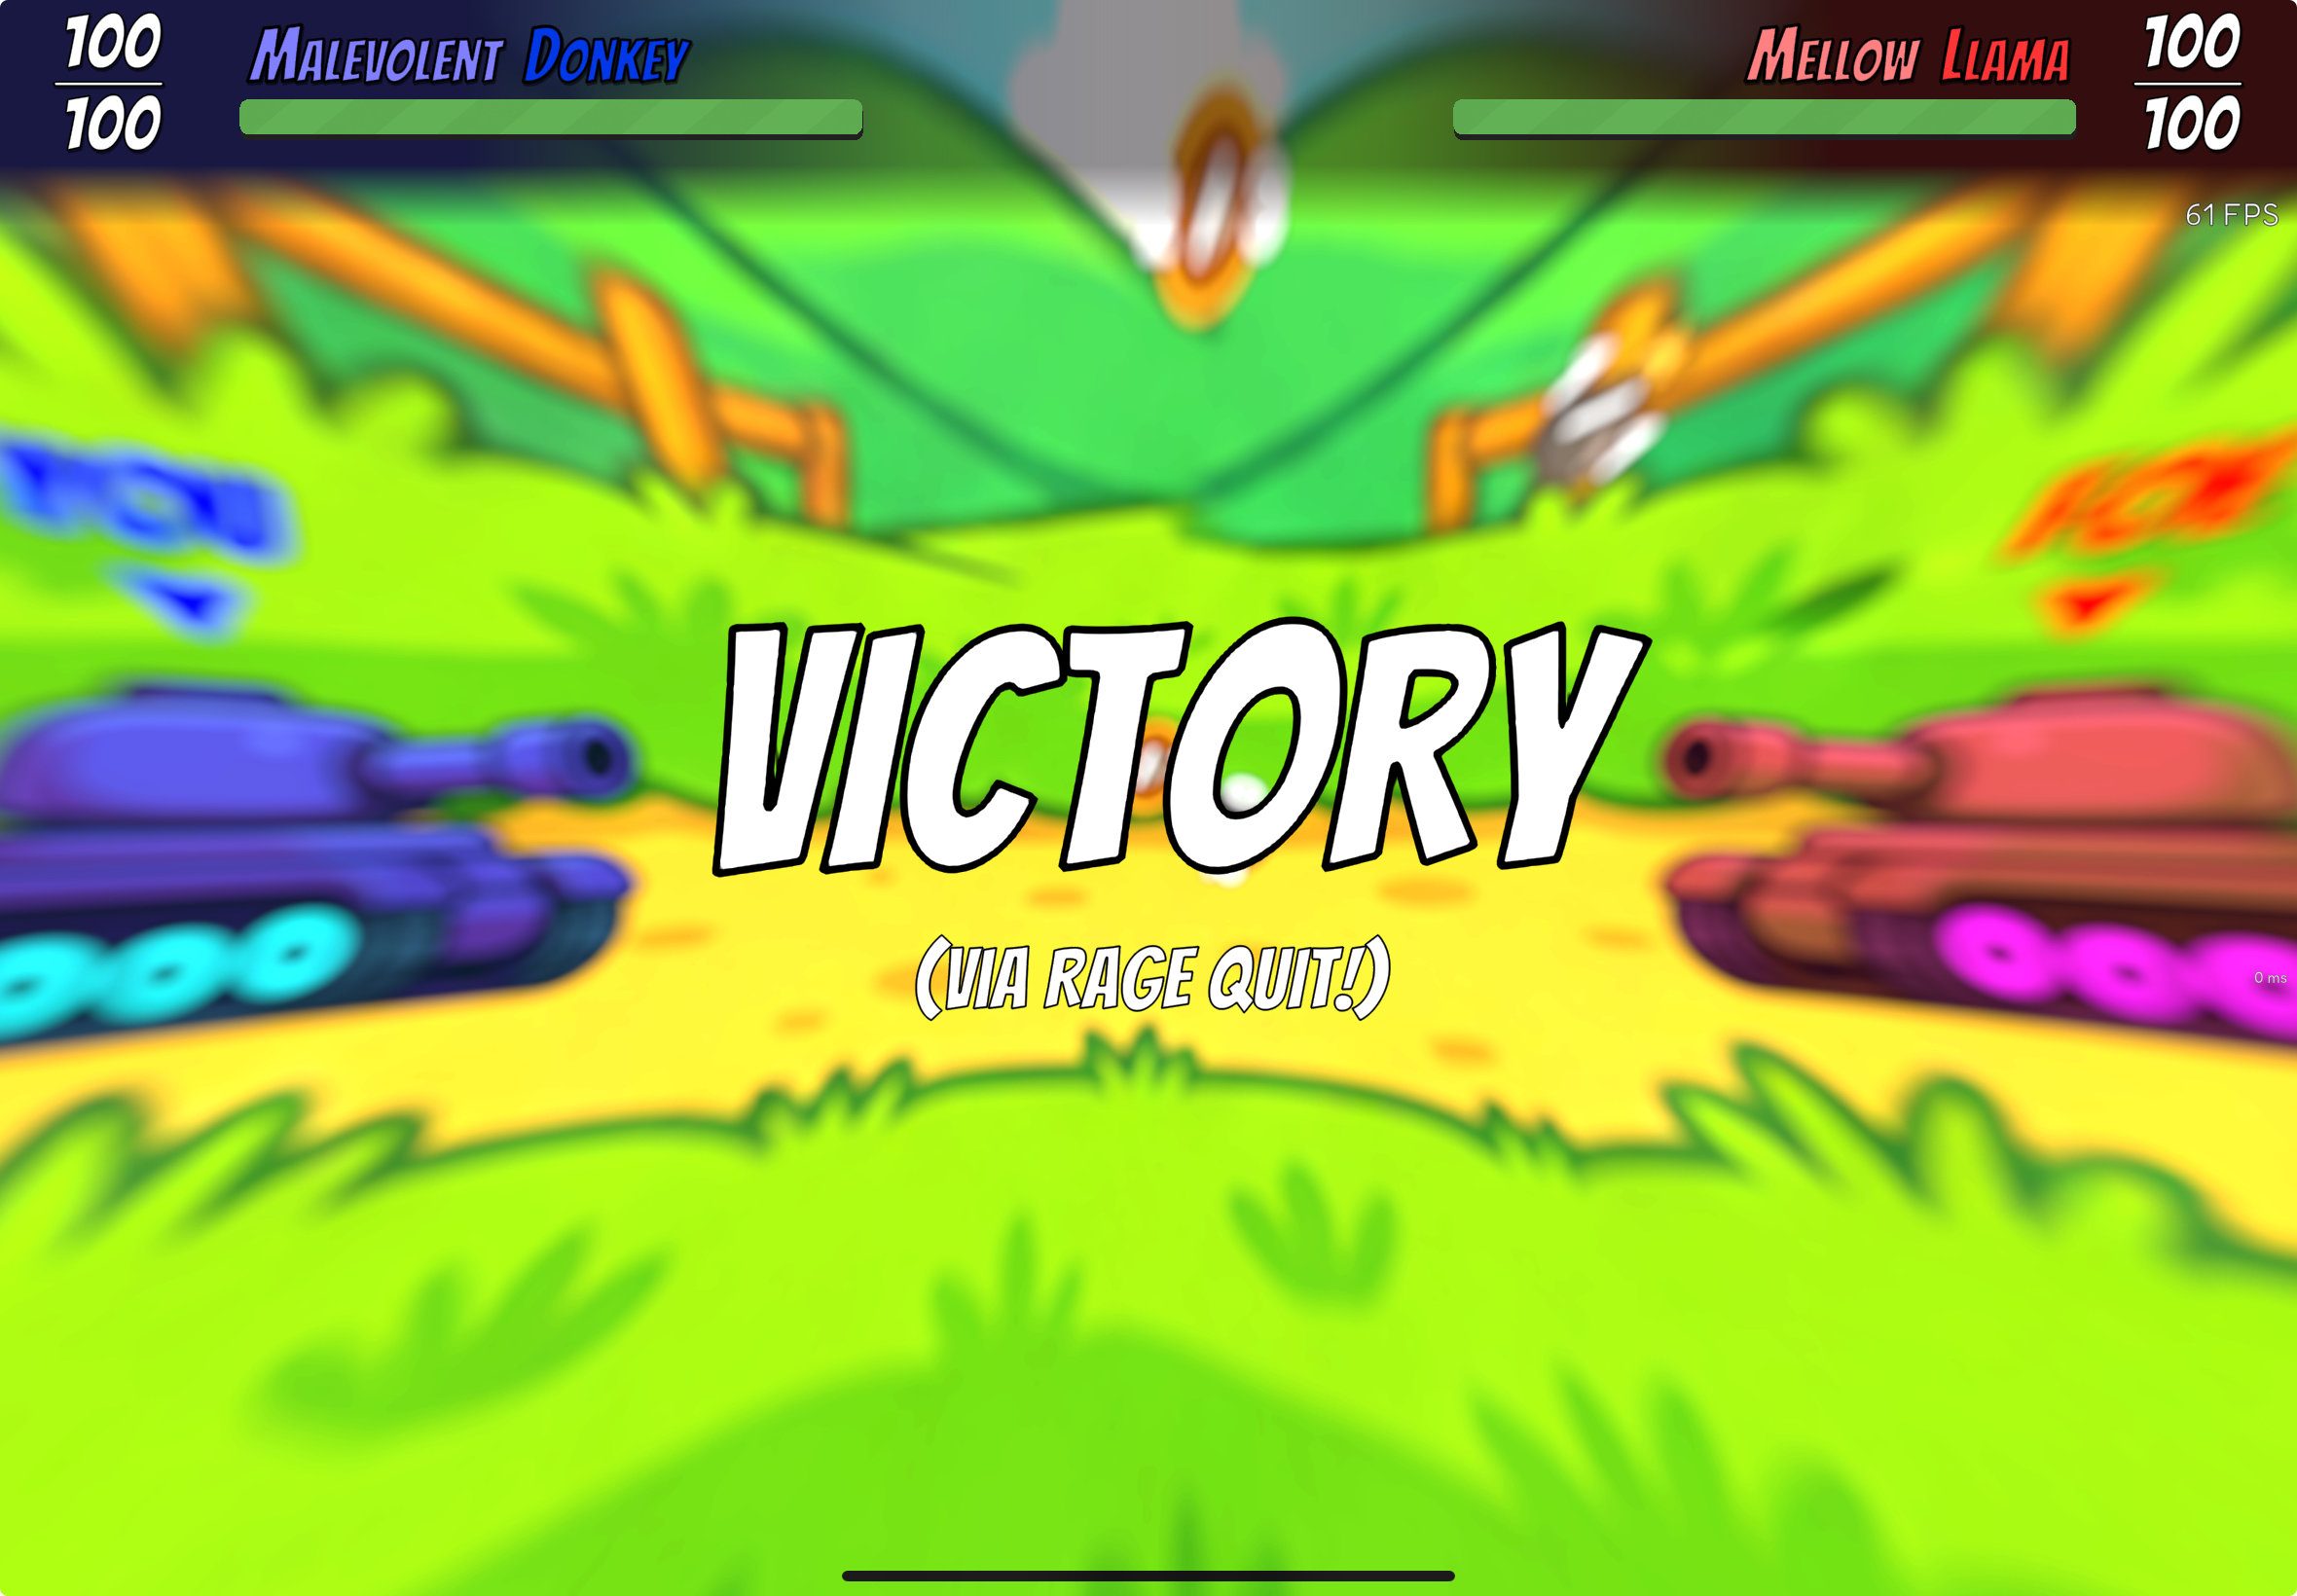 100
100
MALEVOLENT DONKEY
MELLOW LLAMA
100
100
61 FPS
VICTORY
(VIA RAGE QUIT!)
0 ms